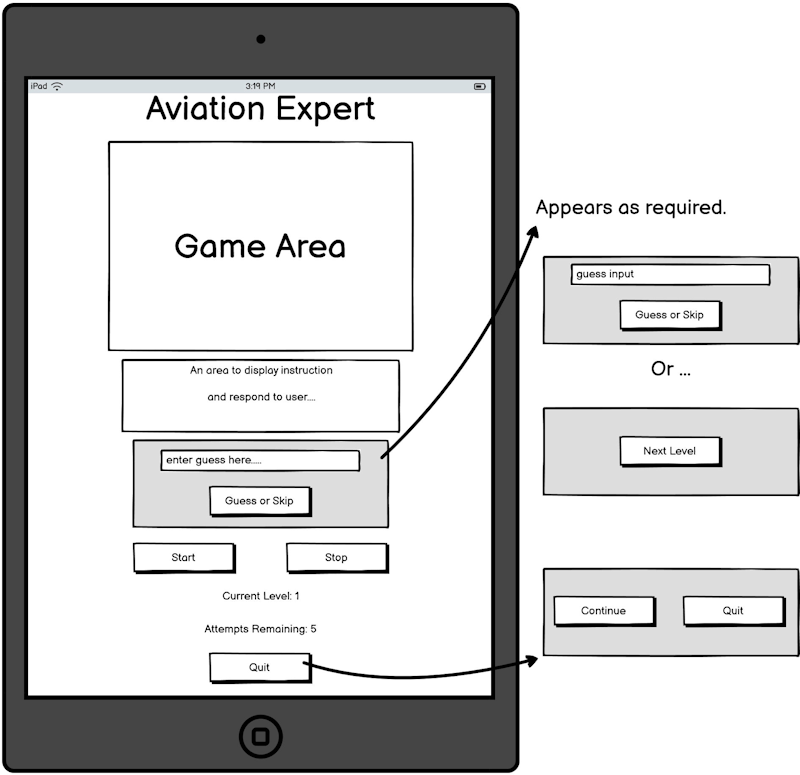 iPad 3:19 PM
Aviation Expert
Game Area
An area to display instruction
and respond to user....
enter guess here.....
Guess or Skip
Start Stop
Current Level: 1
Attempts Remaining: 5
Quit
Appears as required.
guess input
Guess or Skip
Or ...
Next Level
Continue Quit